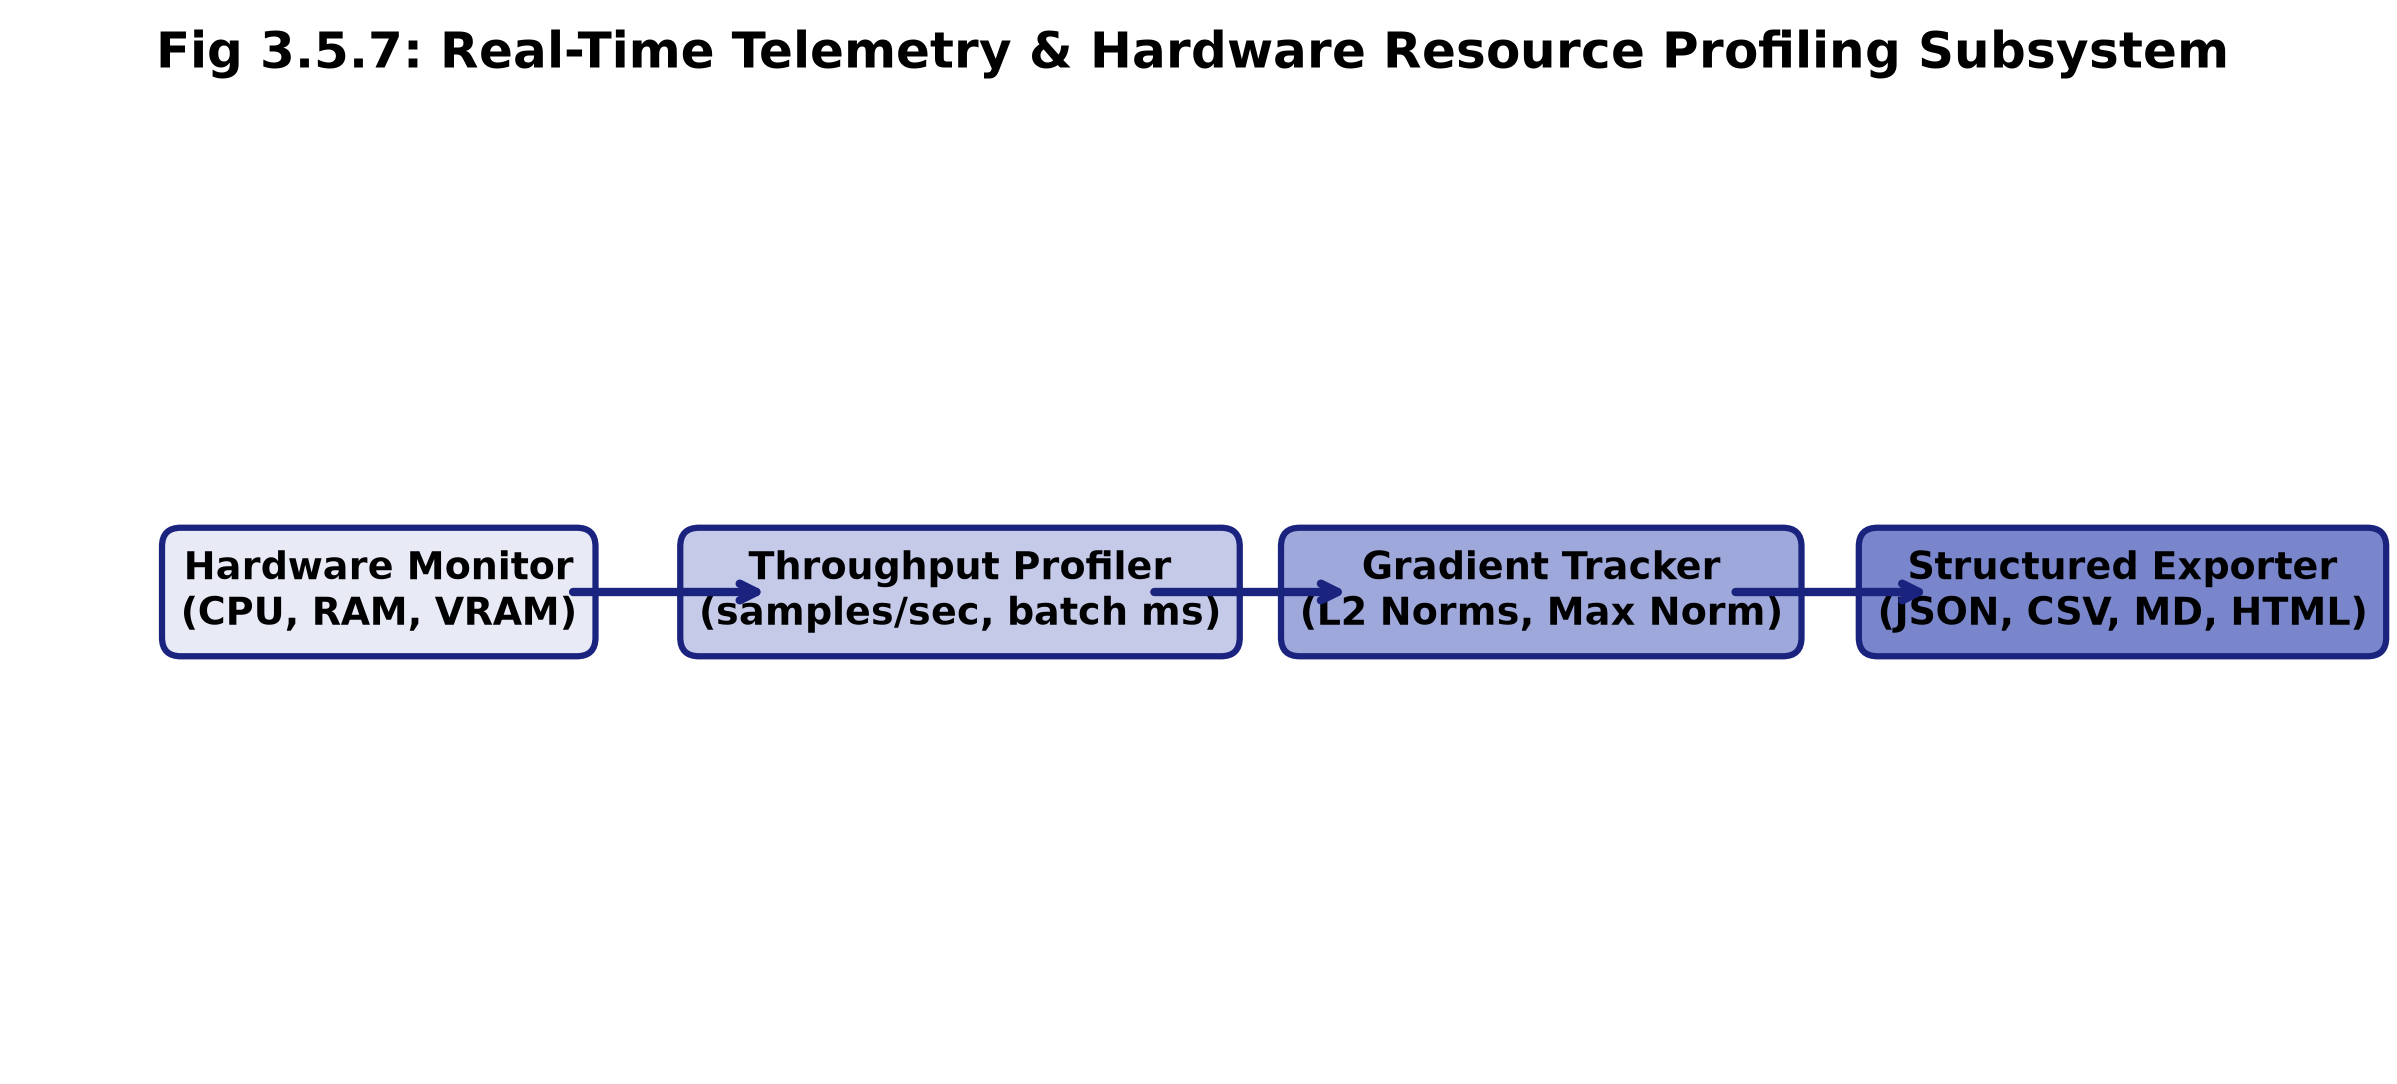 Fig 3.5.7: Real-Time Telemetry & Hardware Resource Profiling Subsystem
Hardware Monitor
(CPU, RAM, VRAM)
Throughput Profiler
(samples/sec, batch ms)
Gradient Tracker
(L2 Norms, Max Norm)
Structured Exporter
(JSON, CSV, MD, HTML)